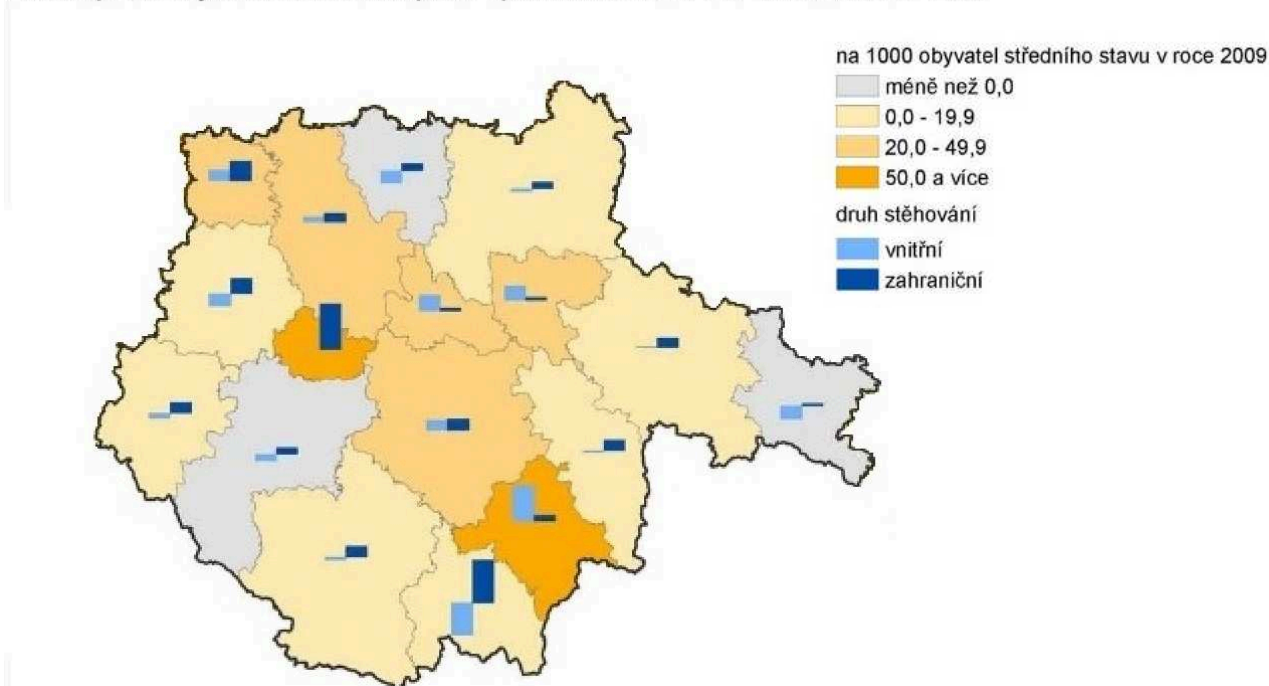 na 1000 obyvatel středního stavu v roce 2009
méně než 0,0
0,0 - 19,9
20,0 - 49,9
50,0 a více
druh stěhování
vnitřní
zahraniční